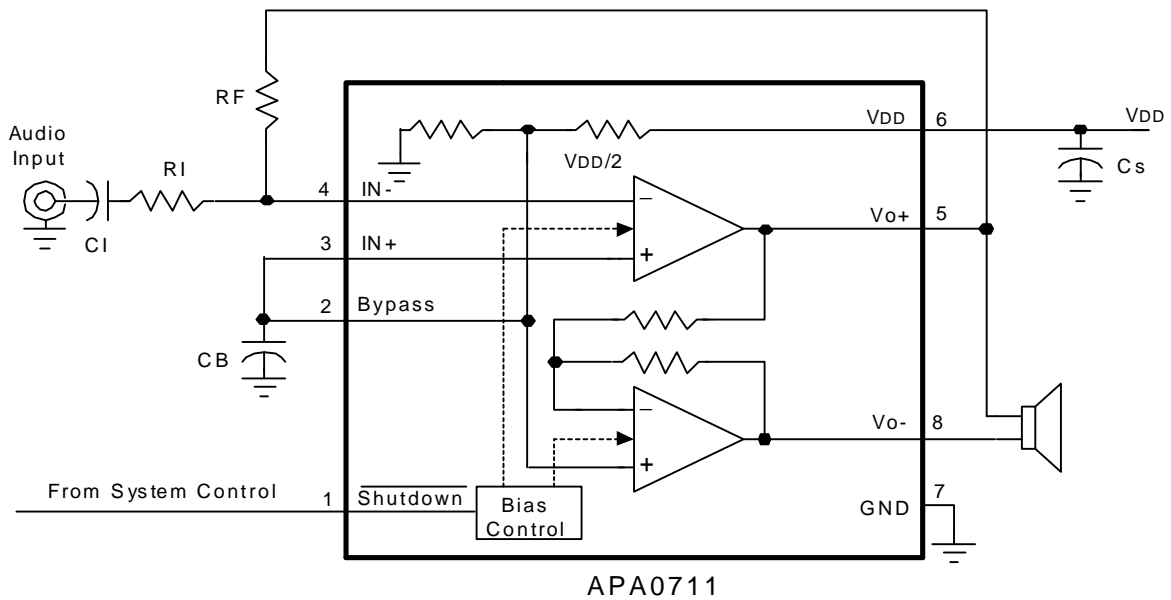 RF
VDD
6
VDD
Audio
Input
RI
VDD/2
Cs
4
IN-
−
Vo+
5
CI
3
IN+
+
2
Bypass
CB
−
Vo-
8
+
From System Control
1
Shutdown
Bias
Control
7
GND
APA0711